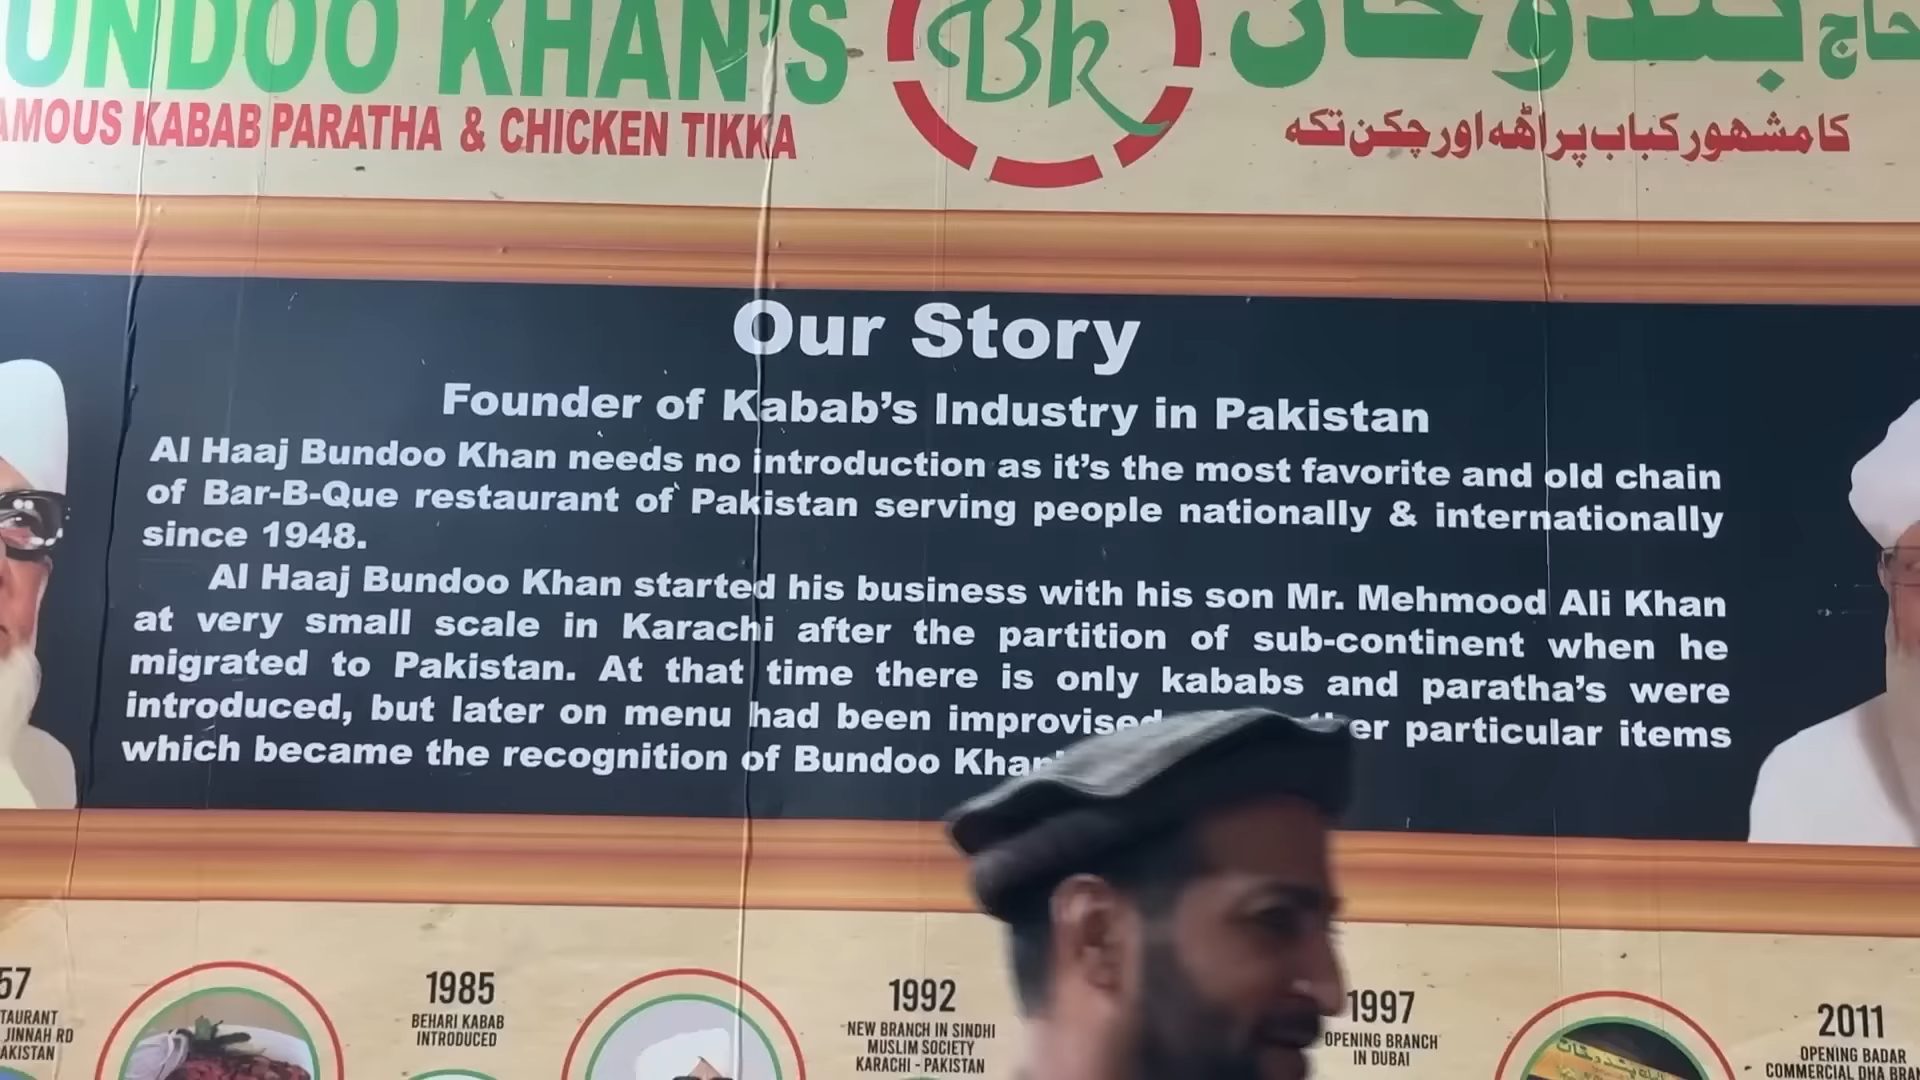 UNDOO KHAN'S
Bk
حاج بندو خان
AMOUS KABAB PARATHA & CHICKEN TIKKA
کا مشہور کباب پراٹھہ اور چکن تکہ
Our Story
Founder of Kabab's Industry in Pakistan
Al Haaj Bundoo Khan needs no introduction as it's the most favorite and old chain
of Bar-B-Que restaurant of Pakistan serving people nationally & internationally
since 1948.
Al Haaj Bundoo Khan started his business with his son Mr. Mehmood Ali Khan
at very small scale in Karachi after the partition of sub-continent when he
migrated to Pakistan. At that time there is only kababs and paratha's were
introduced, but later on menu had been improvised er particular items
which became the recognition of Bundoo Khan
57
TAURANT
JINNAH RD
AKISTAN
1985
BEHARI KABAB
INTRODUCED
1992
NEW BRANCH IN SINDHI
MUSLIM SOCIETY
KARACHI - PAKISTAN
1997
OPENING BRANCH
IN DUBAI
2011
OPENING BADAR
COMMERCIAL DHA BRAN